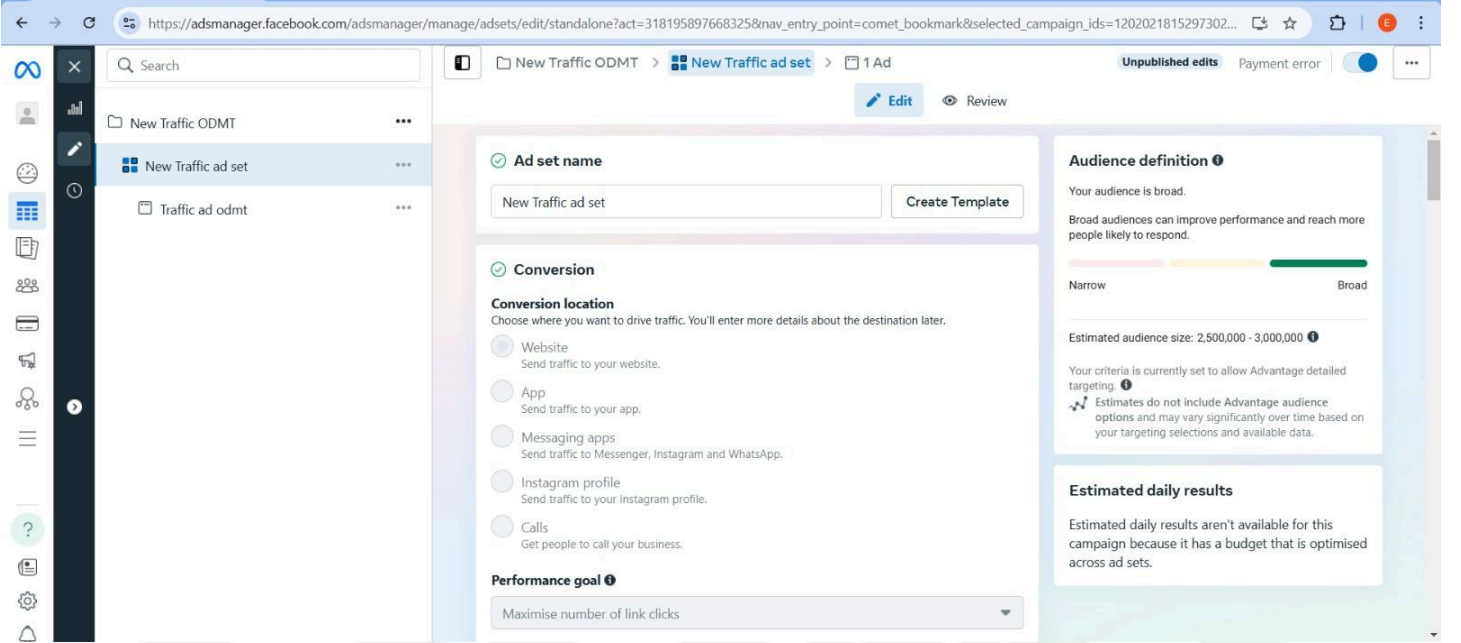 https://adsmanager.facebook.com/adsmanager/manage/adsets/edit/standalone?act=318195897668325&nav_entry_point=comet_bookmark&selected_campaign_ids=1202021815297302...
E
Search
New Traffic ODMT
New Traffic ad set
Traffic ad odmt
New Traffic ODMT > New Traffic ad set > 1 Ad
Unpublished edits
Payment error
Edit
Review
Ad set name
New Traffic ad set
Create Template
Conversion
Conversion location
Choose where you want to drive traffic. You'll enter more details about the destination later.
Website
Send traffic to your website.
App
Send traffic to your app.
Messaging apps
Send traffic to Messenger, Instagram and WhatsApp.
Instagram profile
Send traffic to your Instagram profile.
Calls
Get people to call your business.
Performance goal
Maximise number of link clicks
Audience definition
Your audience is broad.
Broad audiences can improve performance and reach more
people likely to respond.
Narrow
Broad
Estimated audience size: 2,500,000 - 3,000,000
Your criteria is currently set to allow Advantage detailed
targeting.
Estimates do not include Advantage audience
options and may vary significantly over time based on
your targeting selections and available data.
Estimated daily results
Estimated daily results aren't available for this
campaign because it has a budget that is optimised
across ad sets.